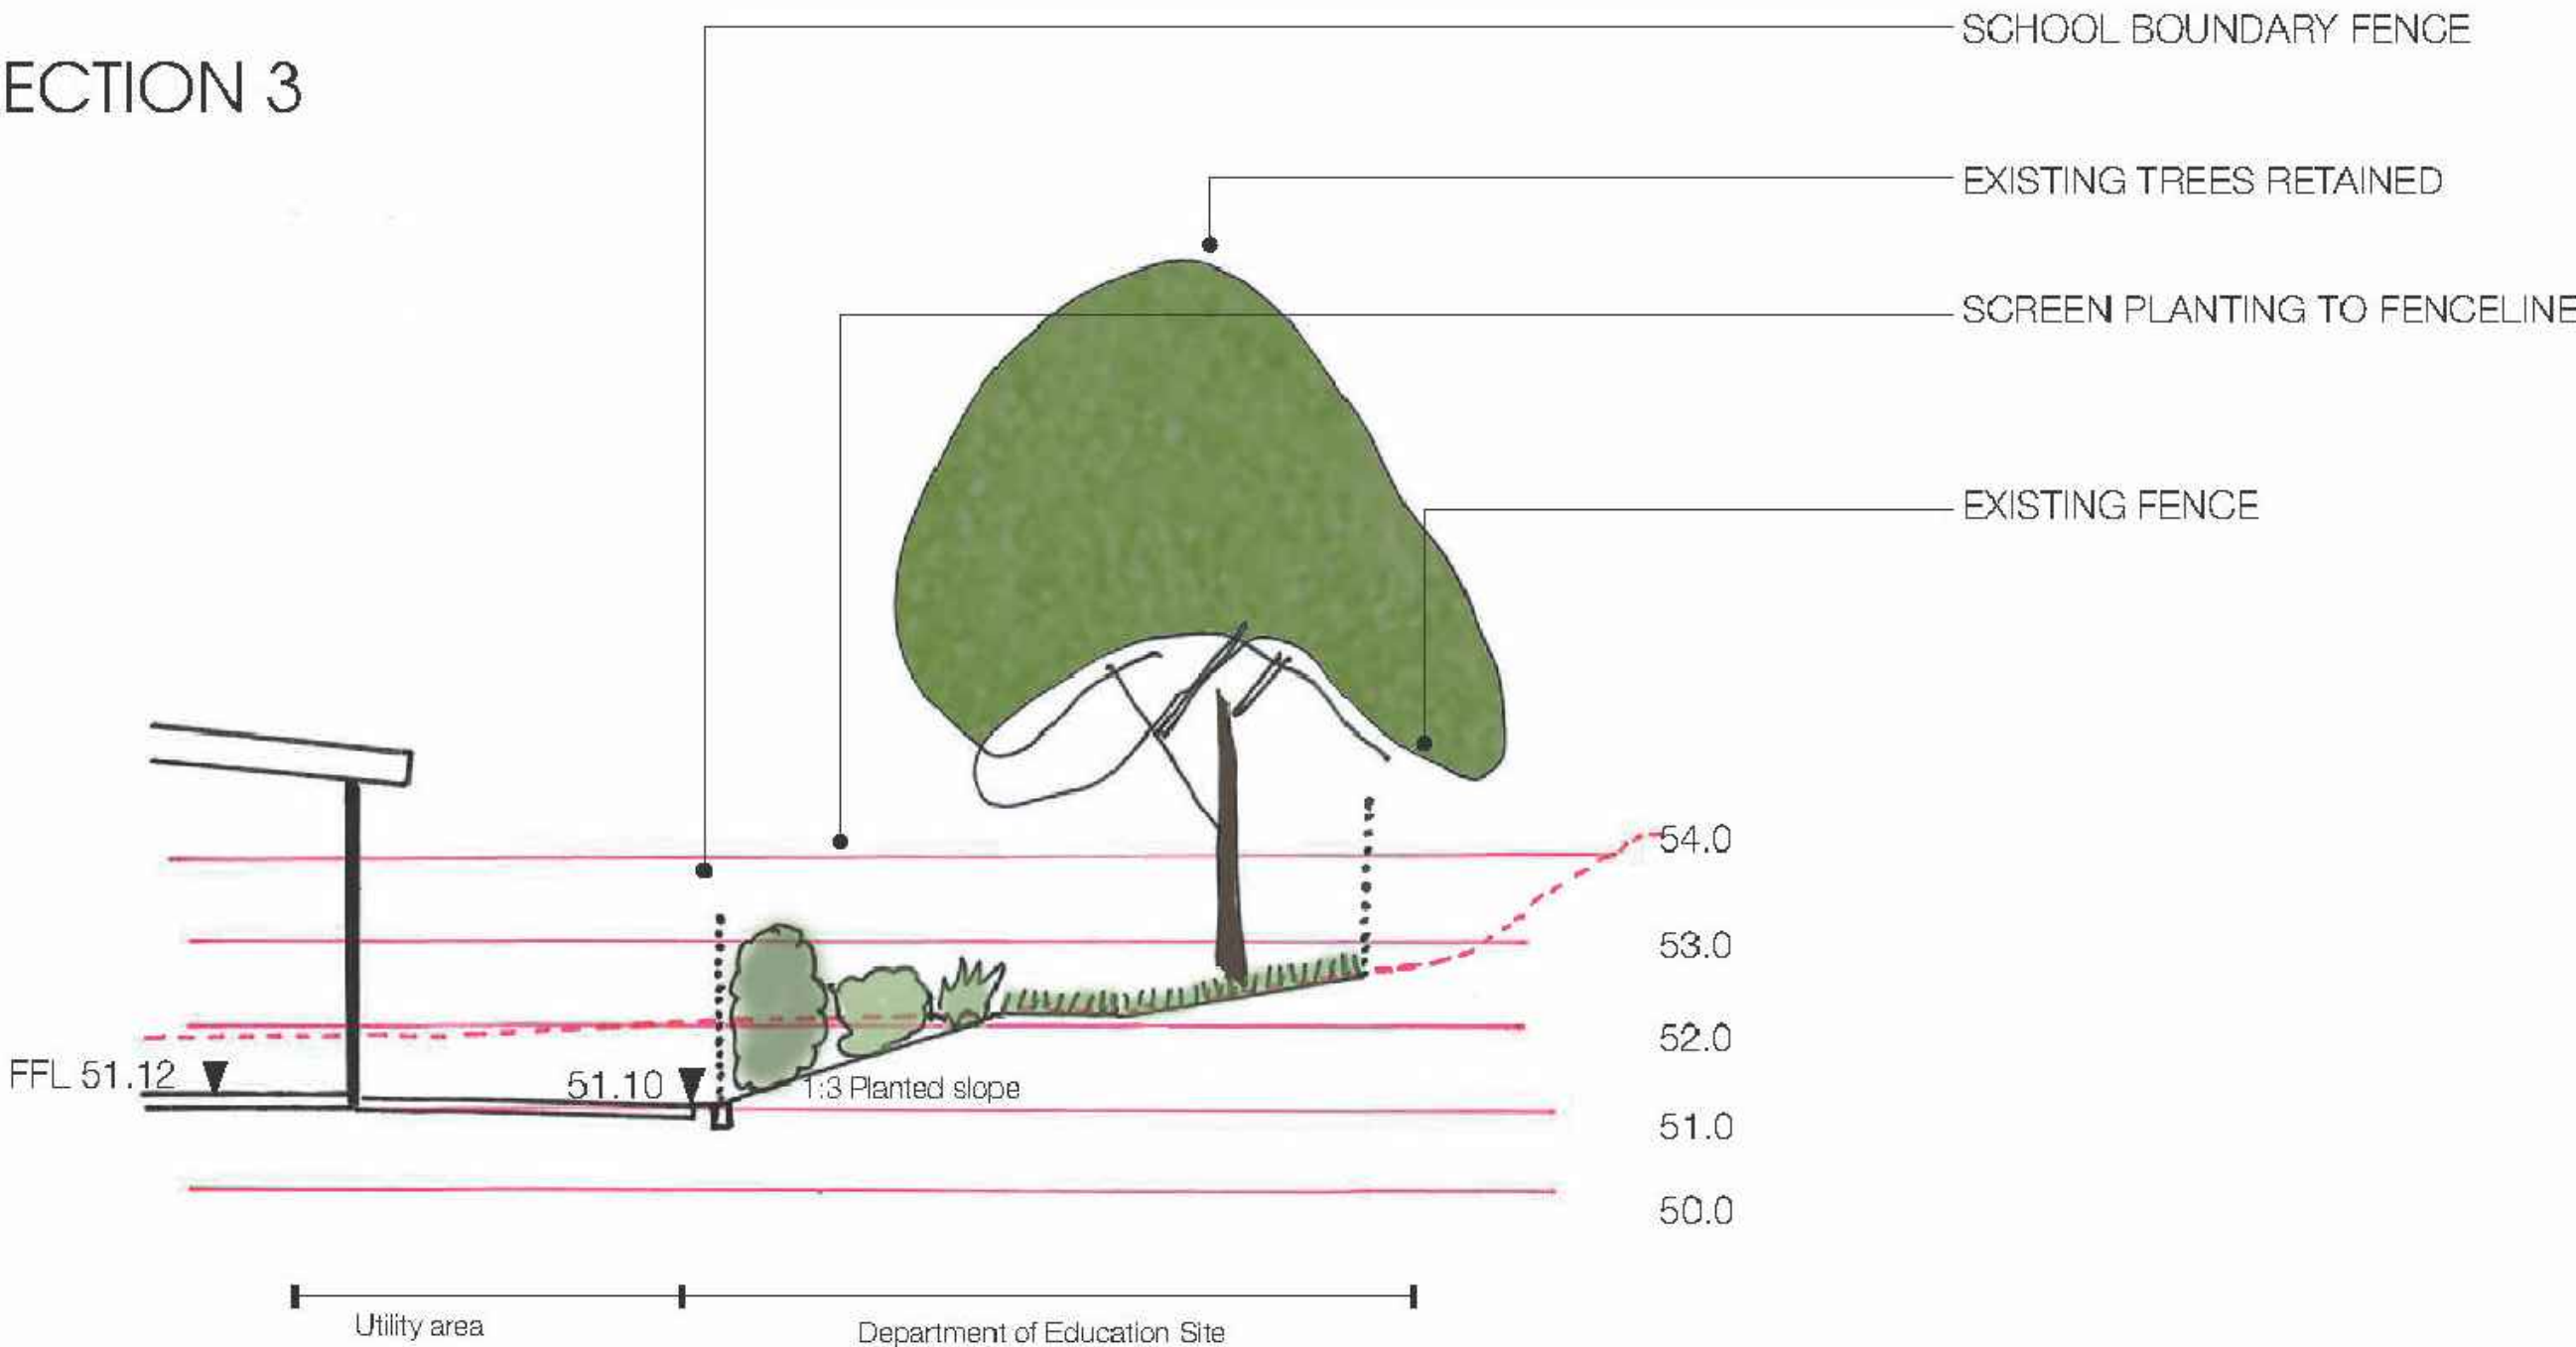 SCHOOL BOUNDARY FENCE
ECTION 3
EXISTING TREES RETAINED
SCREEN PLANTING TO FENCELINE
EXISTING FENCE
54.0
53.0
52.0
FFL 51.12
51.10
1:3 Planted slope
51.0
50.0
Utility area
Department of Education Site